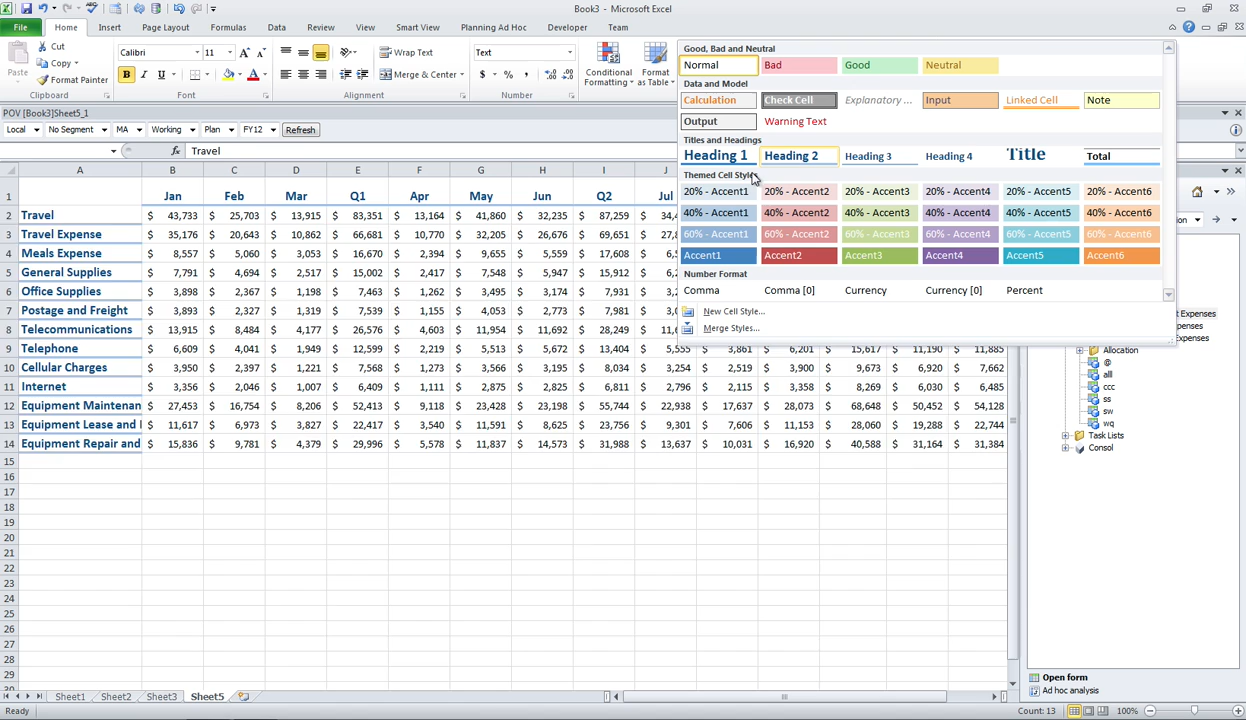 Book3 - Microsoft Excel
File Home Insert Page Layout Formulas Data Review View Smart View Planning Ad Hoc Developer Team
Paste Cut Copy Format Painter Clipboard
Calibri 11 B I U Font
Wrap Text Merge & Center Alignment
Text $ % , Number
Conditional Formatting Format as Table
Good, Bad and Neutral
Normal Bad Good Neutral
Data and Model
Calculation Check Cell Explanatory ... Input Linked Cell Note
Output Warning Text
Titles and Headings
Heading 1 Heading 2 Heading 3 Heading 4 Title Total
Themed Cell Styles
20% - Accent1 20% - Accent2 20% - Accent3 20% - Accent4 20% - Accent5 20% - Accent6
40% - Accent1 40% - Accent2 40% - Accent3 40% - Accent4 40% - Accent5 40% - Accent6
60% - Accent1 60% - Accent2 60% - Accent3 60% - Accent4 60% - Accent5 60% - Accent6
Accent1 Accent2 Accent3 Accent4 Accent5 Accent6
Number Format
Comma Comma [0] Currency Currency [0] Percent
New Cell Style...
Merge Styles...
POV [Book3]Sheet5_1
Local No Segment MA Working Plan FY12 Refresh
fx Travel
A B C D E F G H I J
1 Jan Feb Mar Q1 Apr May Jun Q2 Jul
2 Travel $ 43,733 $ 25,703 $ 13,915 $ 83,351 $ 13,164 $ 41,860 $ 32,235 $ 87,259 $ 34,4
3 Travel Expense $ 35,176 $ 20,643 $ 10,862 $ 66,681 $ 10,770 $ 32,205 $ 26,676 $ 69,651 $ 27,8
4 Meals Expense $ 8,557 $ 5,060 $ 3,053 $ 16,670 $ 2,394 $ 9,655 $ 5,559 $ 17,608 $ 6,5
5 General Supplies $ 7,791 $ 4,694 $ 2,517 $ 15,002 $ 2,417 $ 7,548 $ 5,947 $ 15,912 $ 6,2
6 Office Supplies $ 3,898 $ 2,367 $ 1,198 $ 7,463 $ 1,262 $ 3,495 $ 3,174 $ 7,931 $ 3,2
7 Postage and Freight $ 3,893 $ 2,327 $ 1,319 $ 7,539 $ 1,155 $ 4,053 $ 2,773 $ 7,981 $ 3,0
8 Telecommunications $ 13,915 $ 8,484 $ 4,177 $ 26,576 $ 4,603 $ 11,954 $ 11,692 $ 28,249 $ 11,6
9 Telephone $ 6,609 $ 4,041 $ 1,949 $ 12,599 $ 2,219 $ 5,513 $ 5,672 $ 13,404 $ 5,555 $ 3,861 $ 6,201 $ 15,617 $ 11,190 $ 11,885
10 Cellular Charges $ 3,950 $ 2,397 $ 1,221 $ 7,568 $ 1,273 $ 3,566 $ 3,195 $ 8,034 $ 3,254 $ 2,519 $ 3,900 $ 9,673 $ 6,920 $ 7,662
11 Internet $ 3,356 $ 2,046 $ 1,007 $ 6,409 $ 1,111 $ 2,875 $ 2,825 $ 6,811 $ 2,796 $ 2,115 $ 3,358 $ 8,269 $ 6,030 $ 6,485
12 Equipment Maintenan $ 27,453 $ 16,754 $ 8,206 $ 52,413 $ 9,118 $ 23,428 $ 23,198 $ 55,744 $ 22,938 $ 17,637 $ 28,073 $ 68,648 $ 50,452 $ 54,128
13 Equipment Lease and $ 11,617 $ 6,973 $ 3,827 $ 22,417 $ 3,540 $ 11,591 $ 8,625 $ 23,756 $ 9,301 $ 7,606 $ 11,153 $ 28,060 $ 19,288 $ 22,744
14 Equipment Repair and $ 15,836 $ 9,781 $ 4,379 $ 29,996 $ 5,578 $ 11,837 $ 14,573 $ 31,988 $ 13,637 $ 10,031 $ 16,920 $ 40,588 $ 31,164 $ 31,384
15
16
17
18
19
20
21
22
23
24
25
26
27
28
29
30
t Expenses
penses
Expenses
Allocation
@
alll
ccc
ss
sw
wq
Task Lists
Consol
Open form
Ad hoc analysis
Sheet1 Sheet2 Sheet3 Sheet5
Ready Count: 13 100%